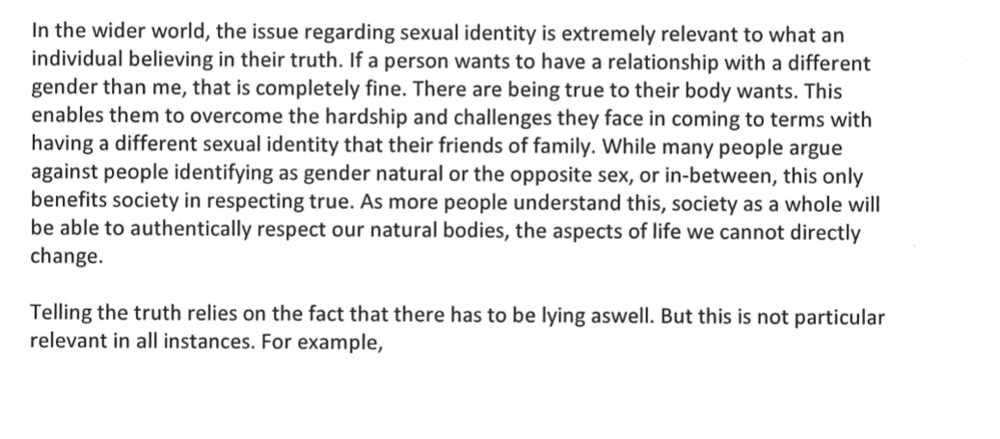 In the wider world, the issue regarding sexual identity is extremely relevant to what an
individual believing in their truth. If a person wants to have a relationship with a different
gender than me, that is completely fine. There are being true to their body wants. This
enables them to overcome the hardship and challenges they face in coming to terms with
having a different sexual identity that their friends of family. While many people argue
against people identifying as gender natural or the opposite sex, or in-between, this only
benefits society in respecting true. As more people understand this, society as a whole will
be able to authentically respect our natural bodies, the aspects of life we cannot directly
change.
Telling the truth relies on the fact that there has to be lying aswell. But this is not particular
relevant in all instances. For example,